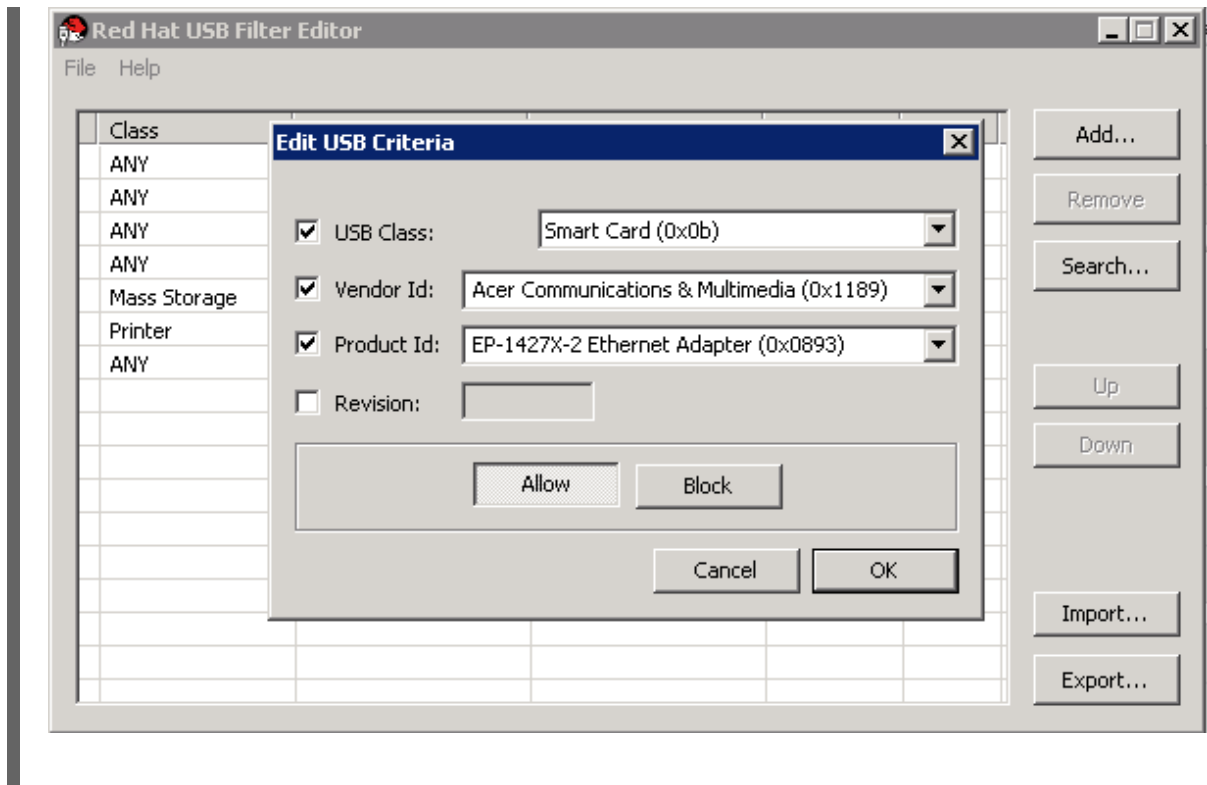 Red Hat USB Filter Editor
File Help
Class
ANY
ANY
ANY
ANY
Mass Storage
Printer
ANY
Edit USB Criteria
USB Class: Smart Card (0x0b)
Vendor Id: Acer Communications & Multimedia (0x1189)
Product Id: EP-1427X-2 Ethernet Adapter (0x0893)
Revision:
Allow Block
Cancel OK
Add...
Remove
Search...
Up
Down
Import...
Export...